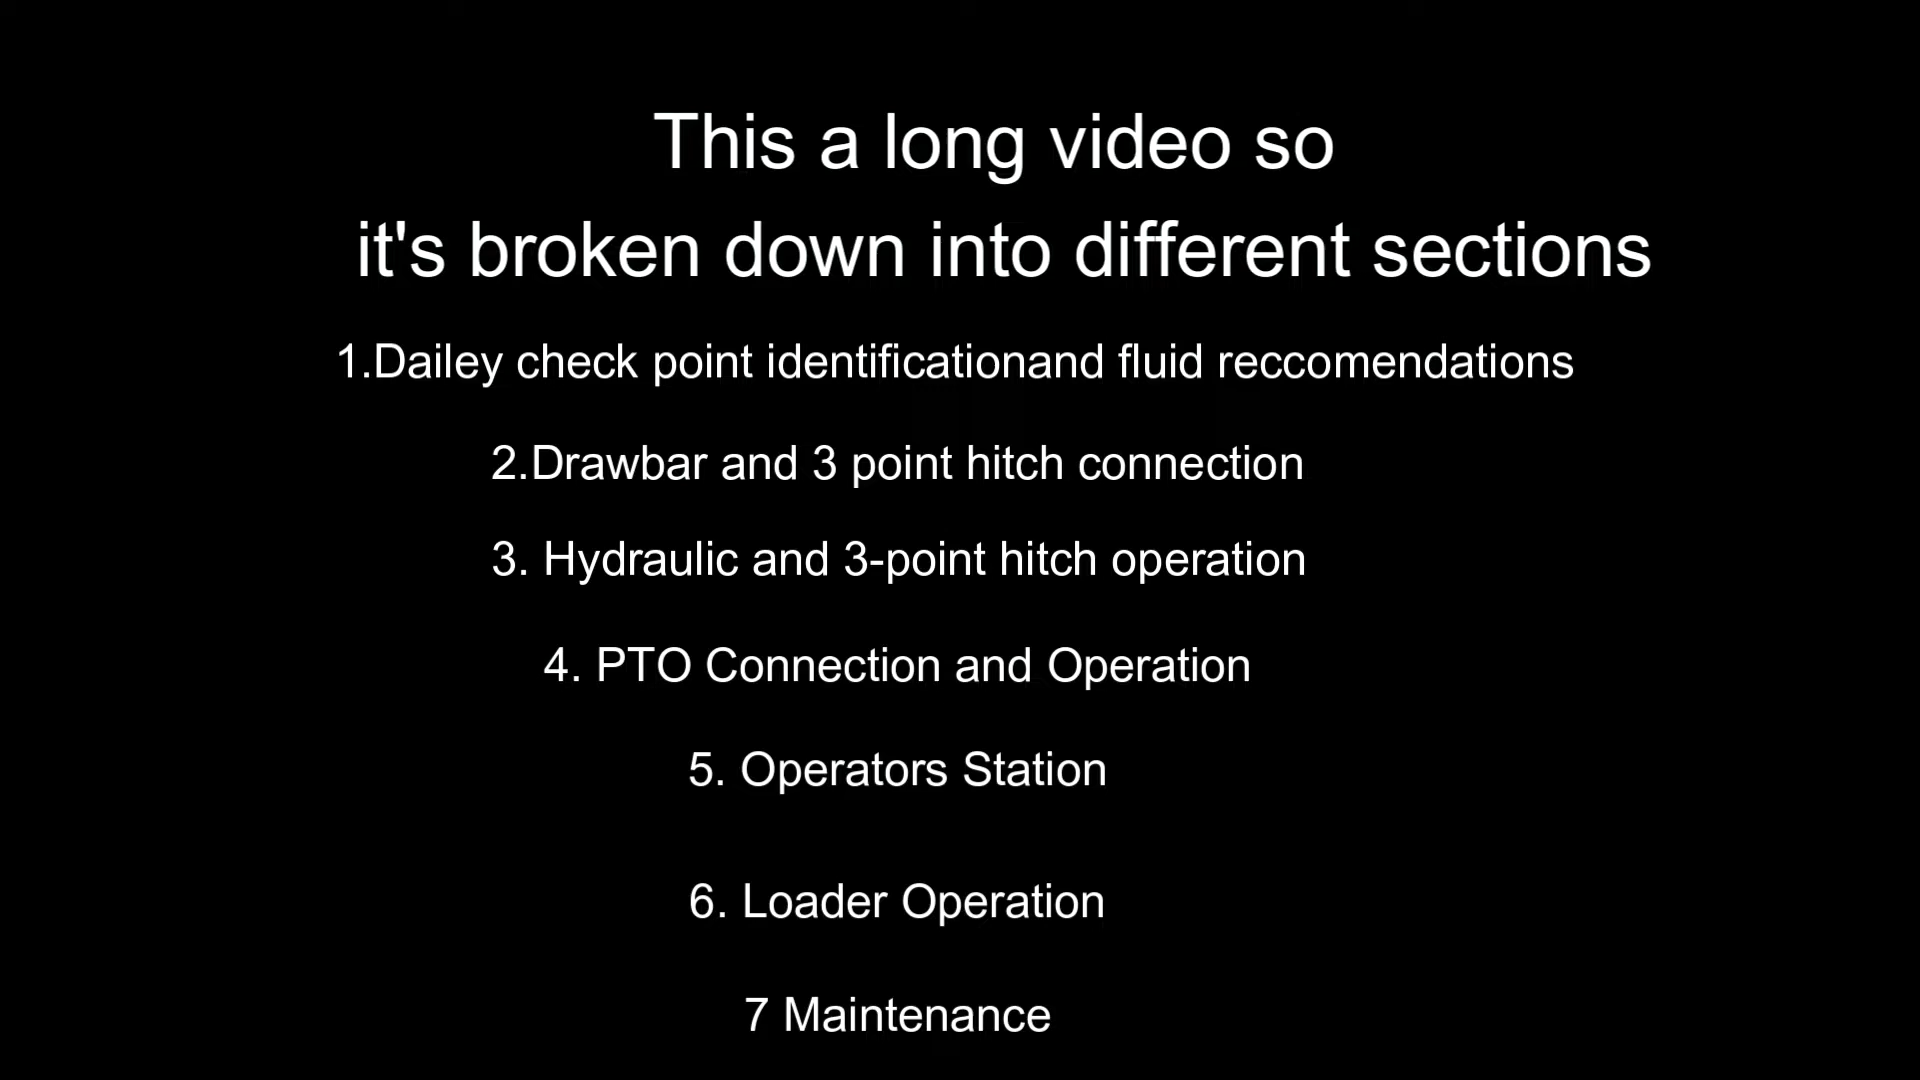 This a long video so
it's broken down into different sections
1.Dailey check point identificationand fluid reccomendations
2.Drawbar and 3 point hitch connection
3. Hydraulic and 3-point hitch operation
4. PTO Connection and Operation
5. Operators Station
6. Loader Operation
7 Maintenance